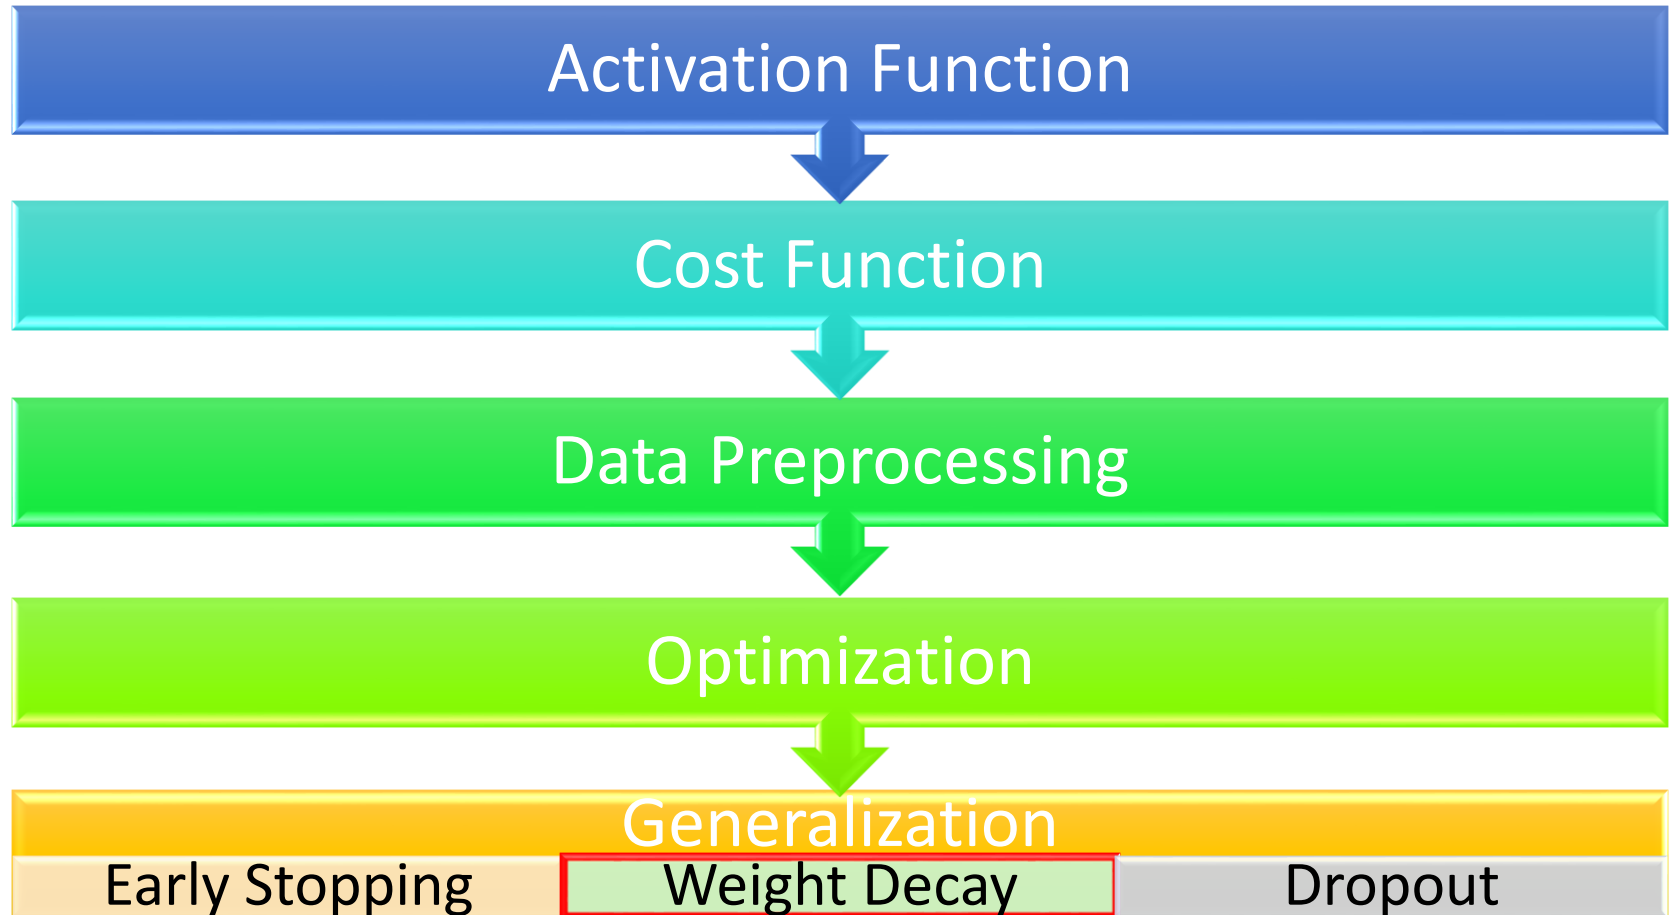 Activation Function
Cost Function
Data Preprocessing
Optimization
Generalization
Early Stopping
Weight Decay
Dropout